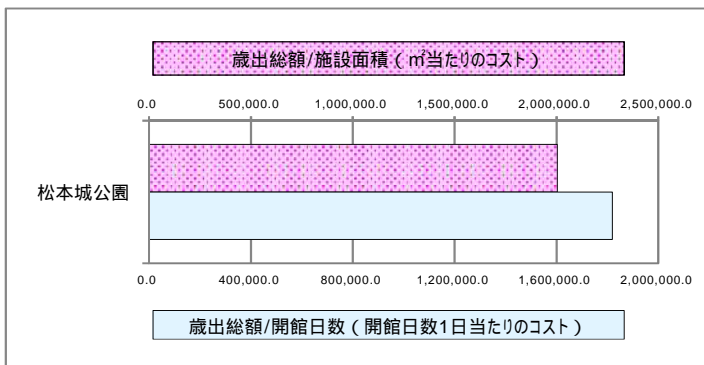 歳出総額/施設面積（㎡当たりのコスト）
0.0 500,000.0 1,000,000.0 1,500,000.0 2,000,000.0 2,500,000.0
松本城公園
0.0 400,000.0 800,000.0 1,200,000.0 1,600,000.0 2,000,000.0
歳出総額/開館日数（開館日数1日当たりのコスト）